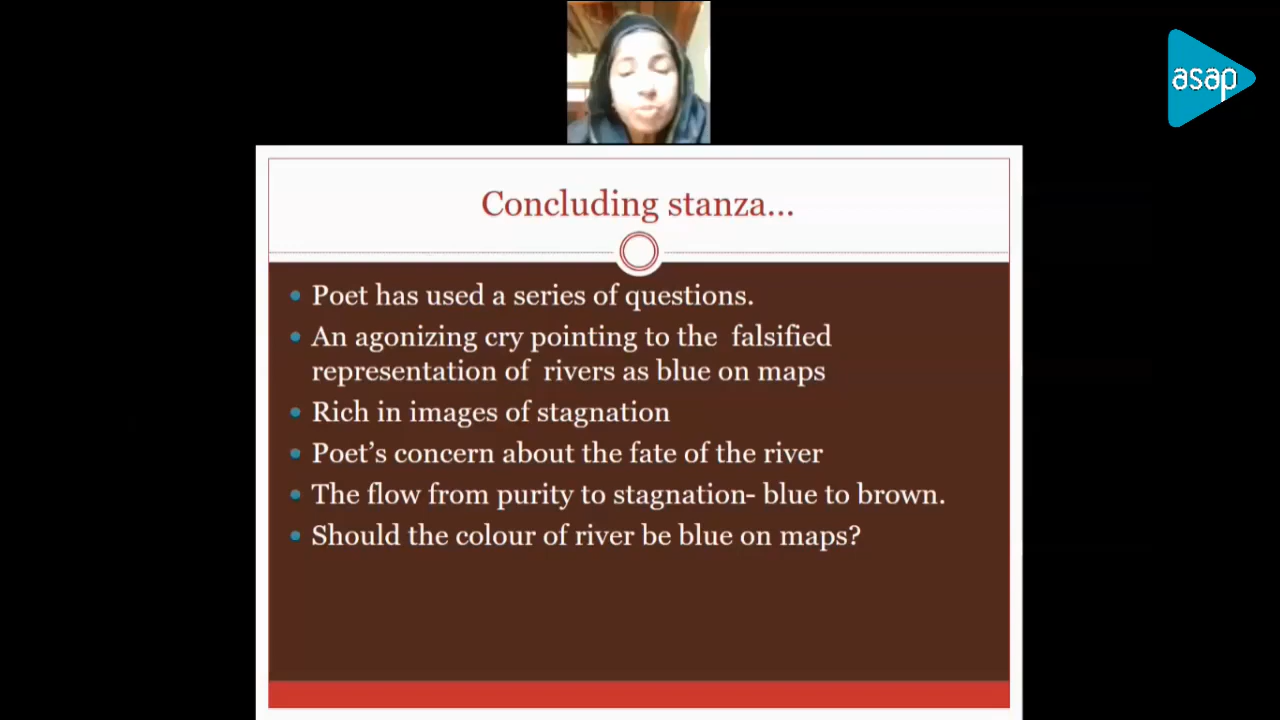 asap
Concluding stanza...
Poet has used a series of questions.
An agonizing cry pointing to the falsified
representation of rivers as blue on maps
Rich in images of stagnation
Poet’s concern about the fate of the river
The flow from purity to stagnation- blue to brown.
Should the colour of river be blue on maps?